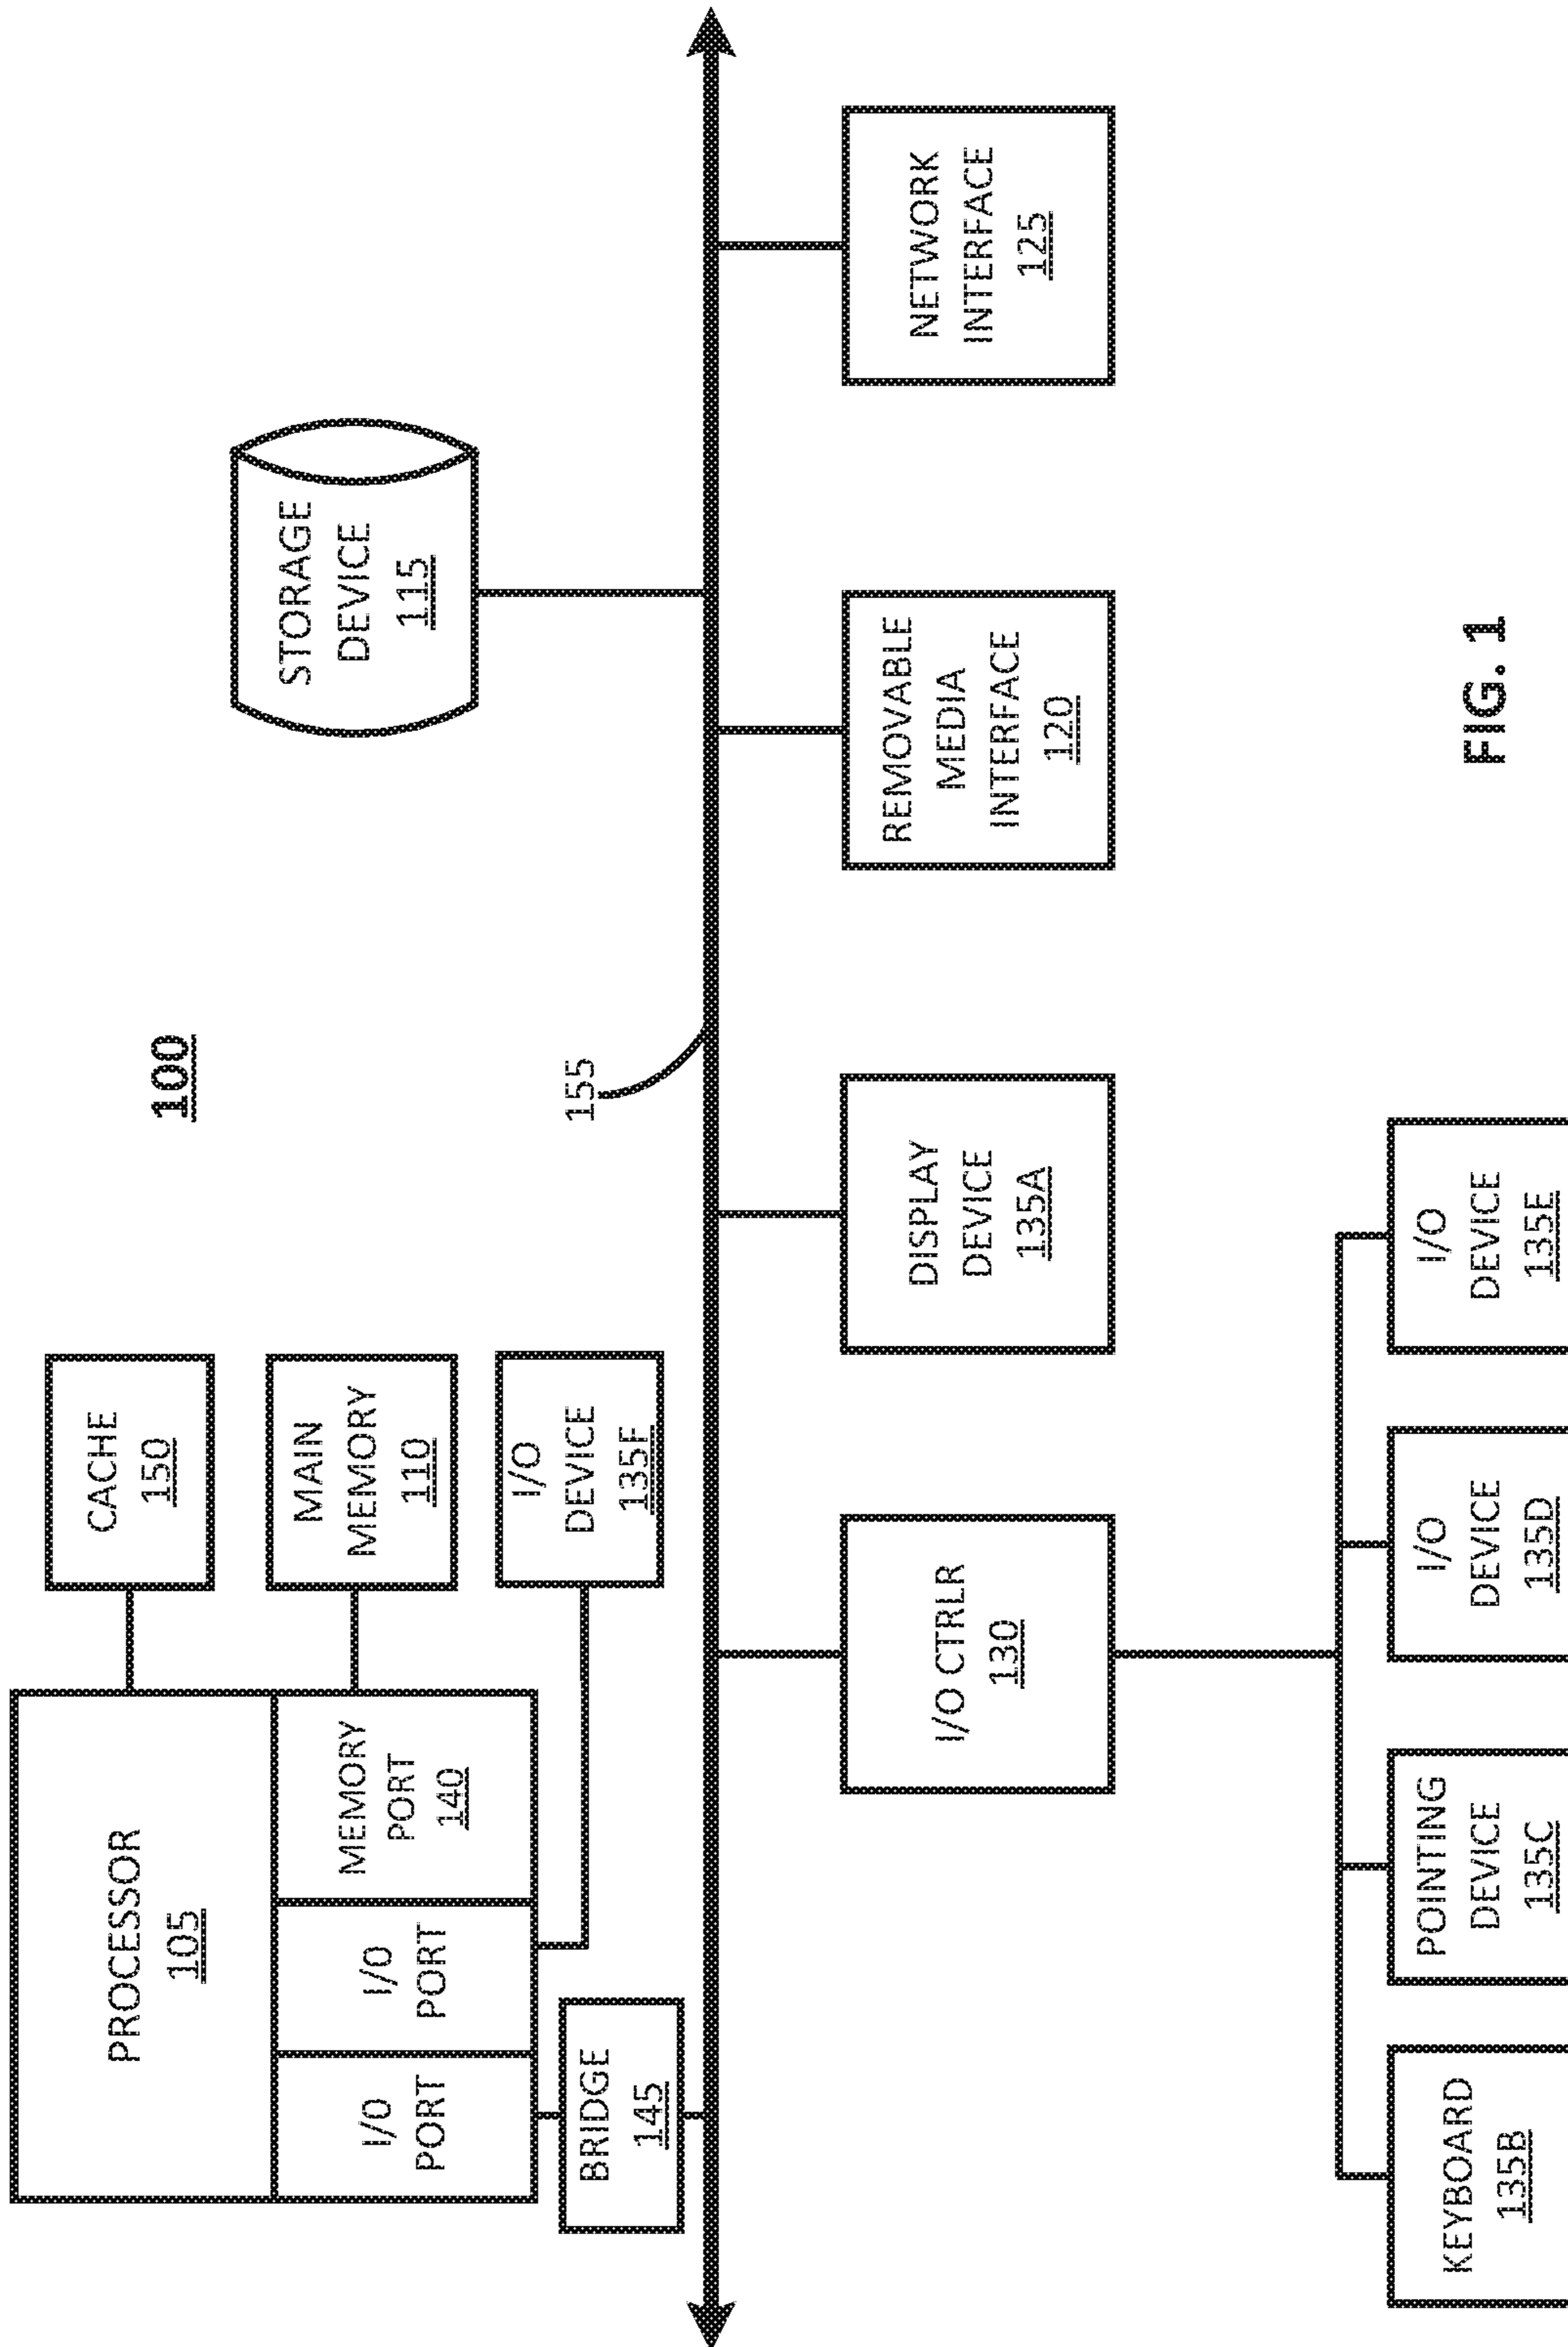 100
PROCESSOR
105
I/O
PORT
I/O
PORT
MEMORY
PORT
140
CACHE
150
MAIN
MEMORY
110
I/O
DEVICE
135F
BRIDGE
145
STORAGE
DEVICE
115
155
I/O CTRLR
130
DISPLAY
DEVICE
135A
REMOVABLE
MEDIA
INTERFACE
120
NETWORK
INTERFACE
125
KEYBOARD
135B
POINTING
DEVICE
135C
I/O
DEVICE
135D
I/O
DEVICE
135E
FIG. 1